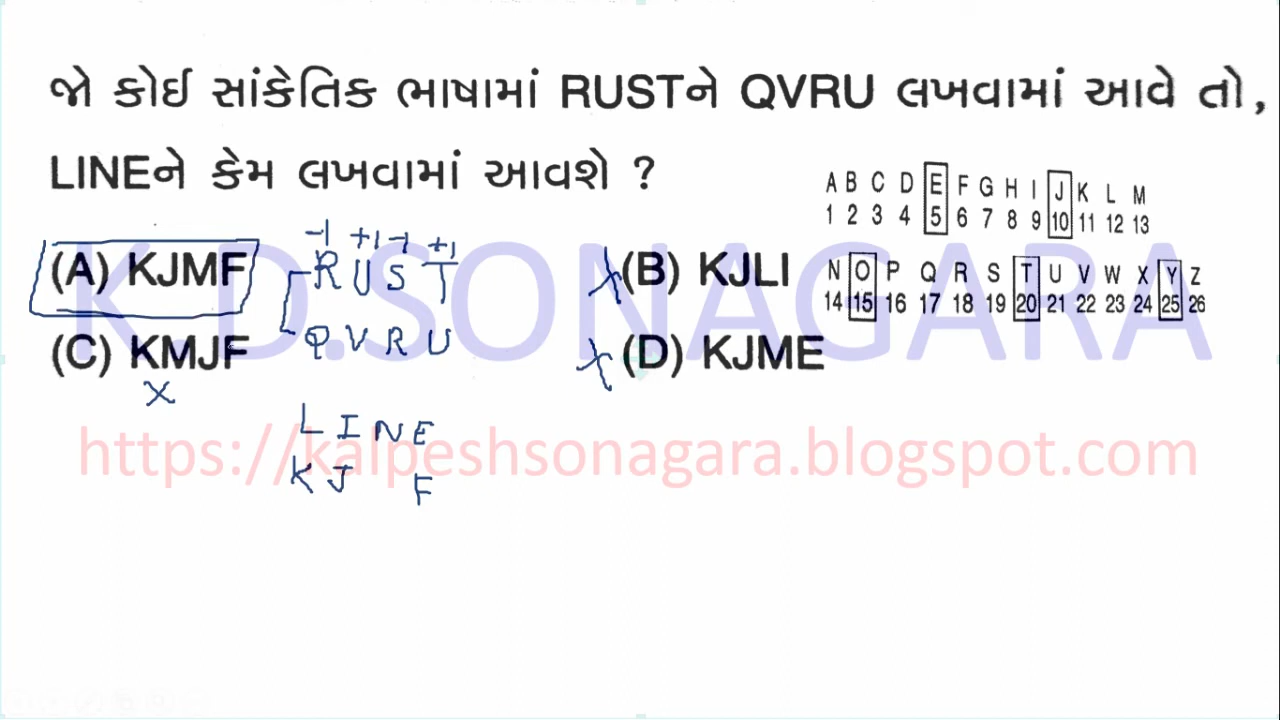 જો કોઈ સાંકેતિક ભાષામાં RUSTને QVRU લખવામાં આવે તો,
LINEને કેમ લખવામાં આવશે ?
A B C D E F G H I J K L M
1 2 3 4 5 6 7 8 9 10 11 12 13
N O P Q R S T U V W X Y Z
14 15 16 17 18 19 20 21 22 23 24 25 26
(A) KJMF
(B) KJLI
(C) KMJF
(D) KJME
-1 +1 -1 +1
R U S T
Q V R U
L I N E
K J F
K.D.SONAGARA
https://kalpeshsonagara.blogspot.com